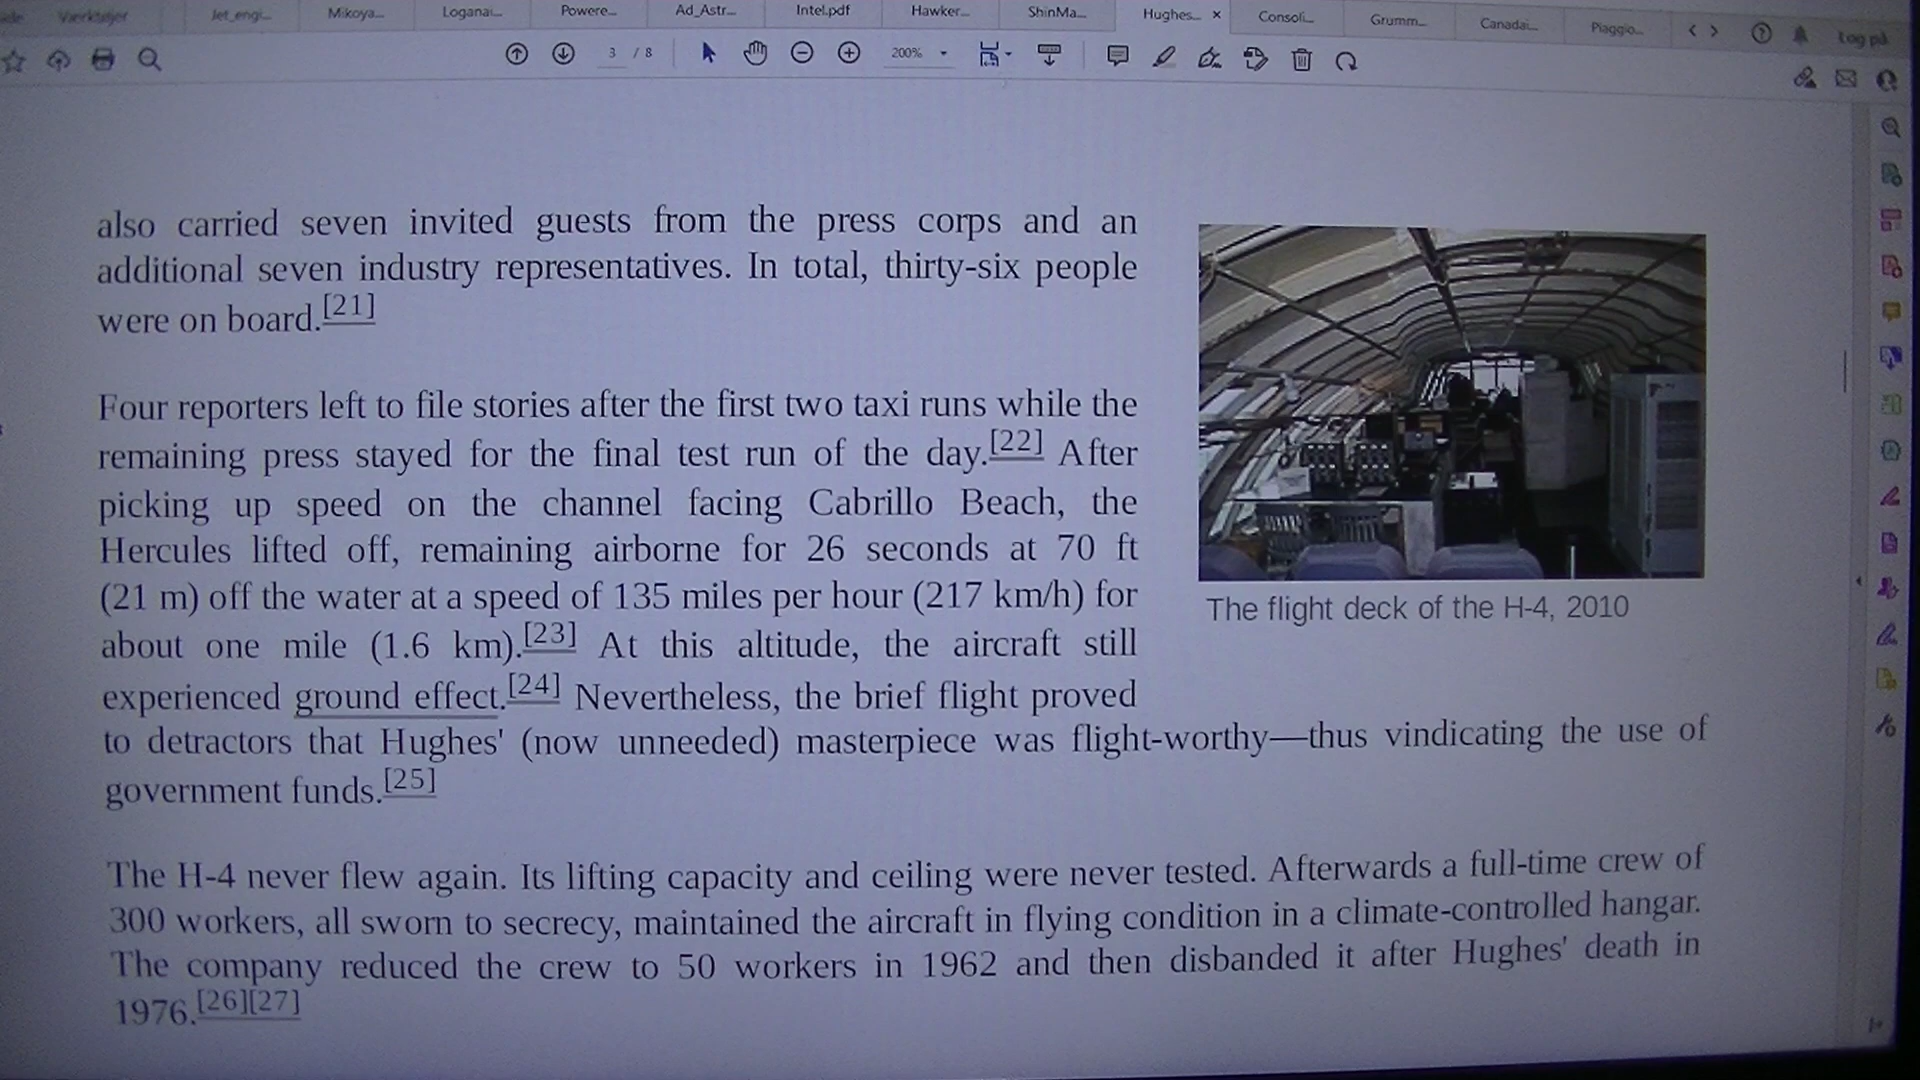 Værktøjer
Jet_engi...
Mikoya...
Loganai...
Powere...
Ad_Astr...
Intel.pdf
Hawker...
ShinMa...
Hughes...
Consoli...
Grumm...
Canadai...
Piaggio...
Log på
3 / 8
200%
also carried seven invited guests from the press corps and an
additional seven industry representatives. In total, thirty-six people
were on board.[21]
Four reporters left to file stories after the first two taxi runs while the
remaining press stayed for the final test run of the day.[22] After
picking up speed on the channel facing Cabrillo Beach, the
Hercules lifted off, remaining airborne for 26 seconds at 70 ft
(21 m) off the water at a speed of 135 miles per hour (217 km/h) for
about one mile (1.6 km).[23] At this altitude, the aircraft still
experienced ground effect.[24] Nevertheless, the brief flight proved
to detractors that Hughes' (now unneeded) masterpiece was flight-worthy—thus vindicating the use of
government funds.[25]
The flight deck of the H-4, 2010
The H-4 never flew again. Its lifting capacity and ceiling were never tested. Afterwards a full-time crew of
300 workers, all sworn to secrecy, maintained the aircraft in flying condition in a climate-controlled hangar.
The company reduced the crew to 50 workers in 1962 and then disbanded it after Hughes' death in
1976.[26][27]